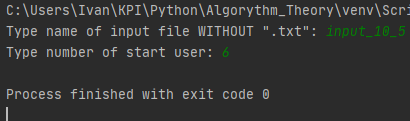 C:\Users\Ivan\KPI\Python\Algorythm_Theory\venv\Scri
Type name of input file WITHOUT ".txt": input_10_5
Type number of start user: 6
Process finished with exit code 0